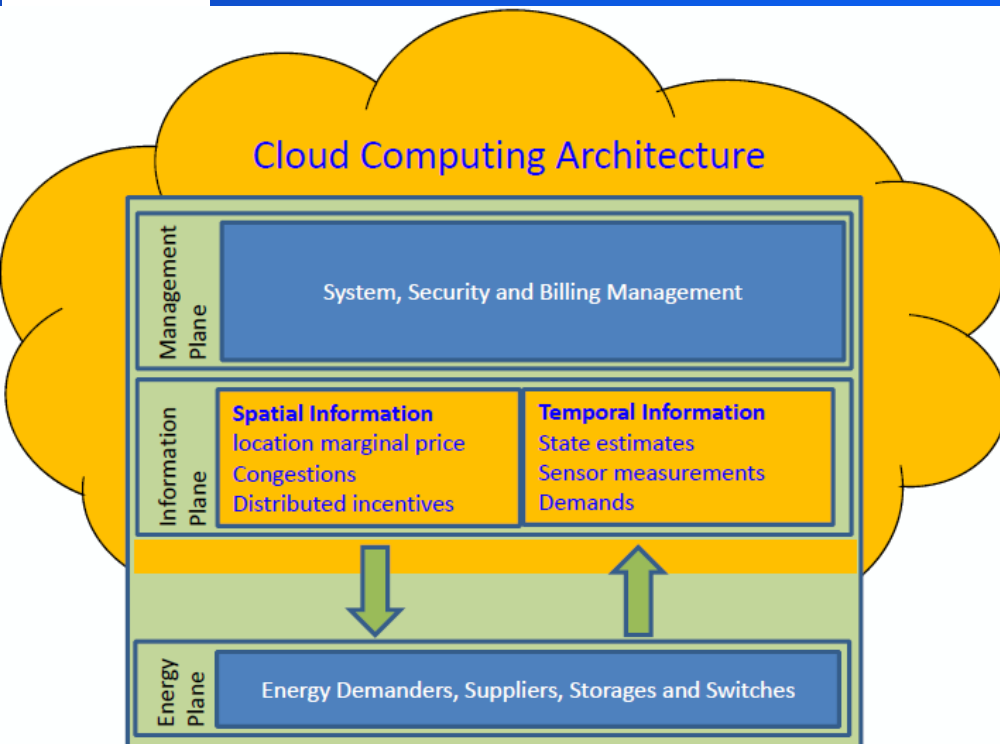 Cloud Computing Architecture
Management
Plane
System, Security and Billing Management
Information
Plane
Spatial Information
location marginal price
Congestions
Distributed incentives
Temporal Information
State estimates
Sensor measurements
Demands
Energy
Plane
Energy Demanders, Suppliers, Storages and Switches